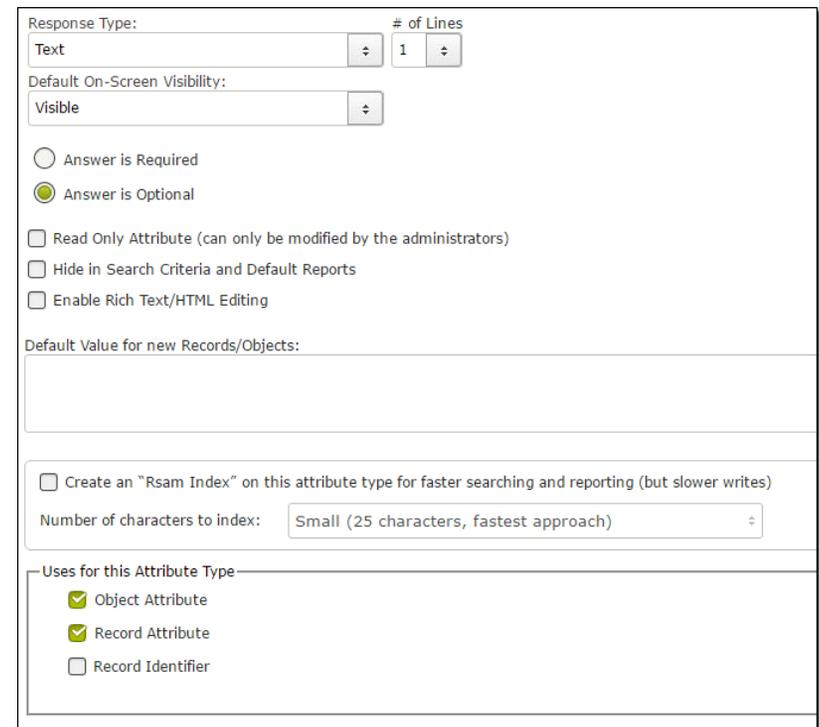 Response Type: # of Lines
Text 1
Default On-Screen Visibility:
Visible
Answer is Required
Answer is Optional
Read Only Attribute (can only be modified by the administrators)
Hide in Search Criteria and Default Reports
Enable Rich Text/HTML Editing
Default Value for new Records/Objects:
Create an “Rsam Index” on this attribute type for faster searching and reporting (but slower writes)
Number of characters to index: Small (25 characters, fastest approach)
Uses for this Attribute Type
Object Attribute
Record Attribute
Record Identifier